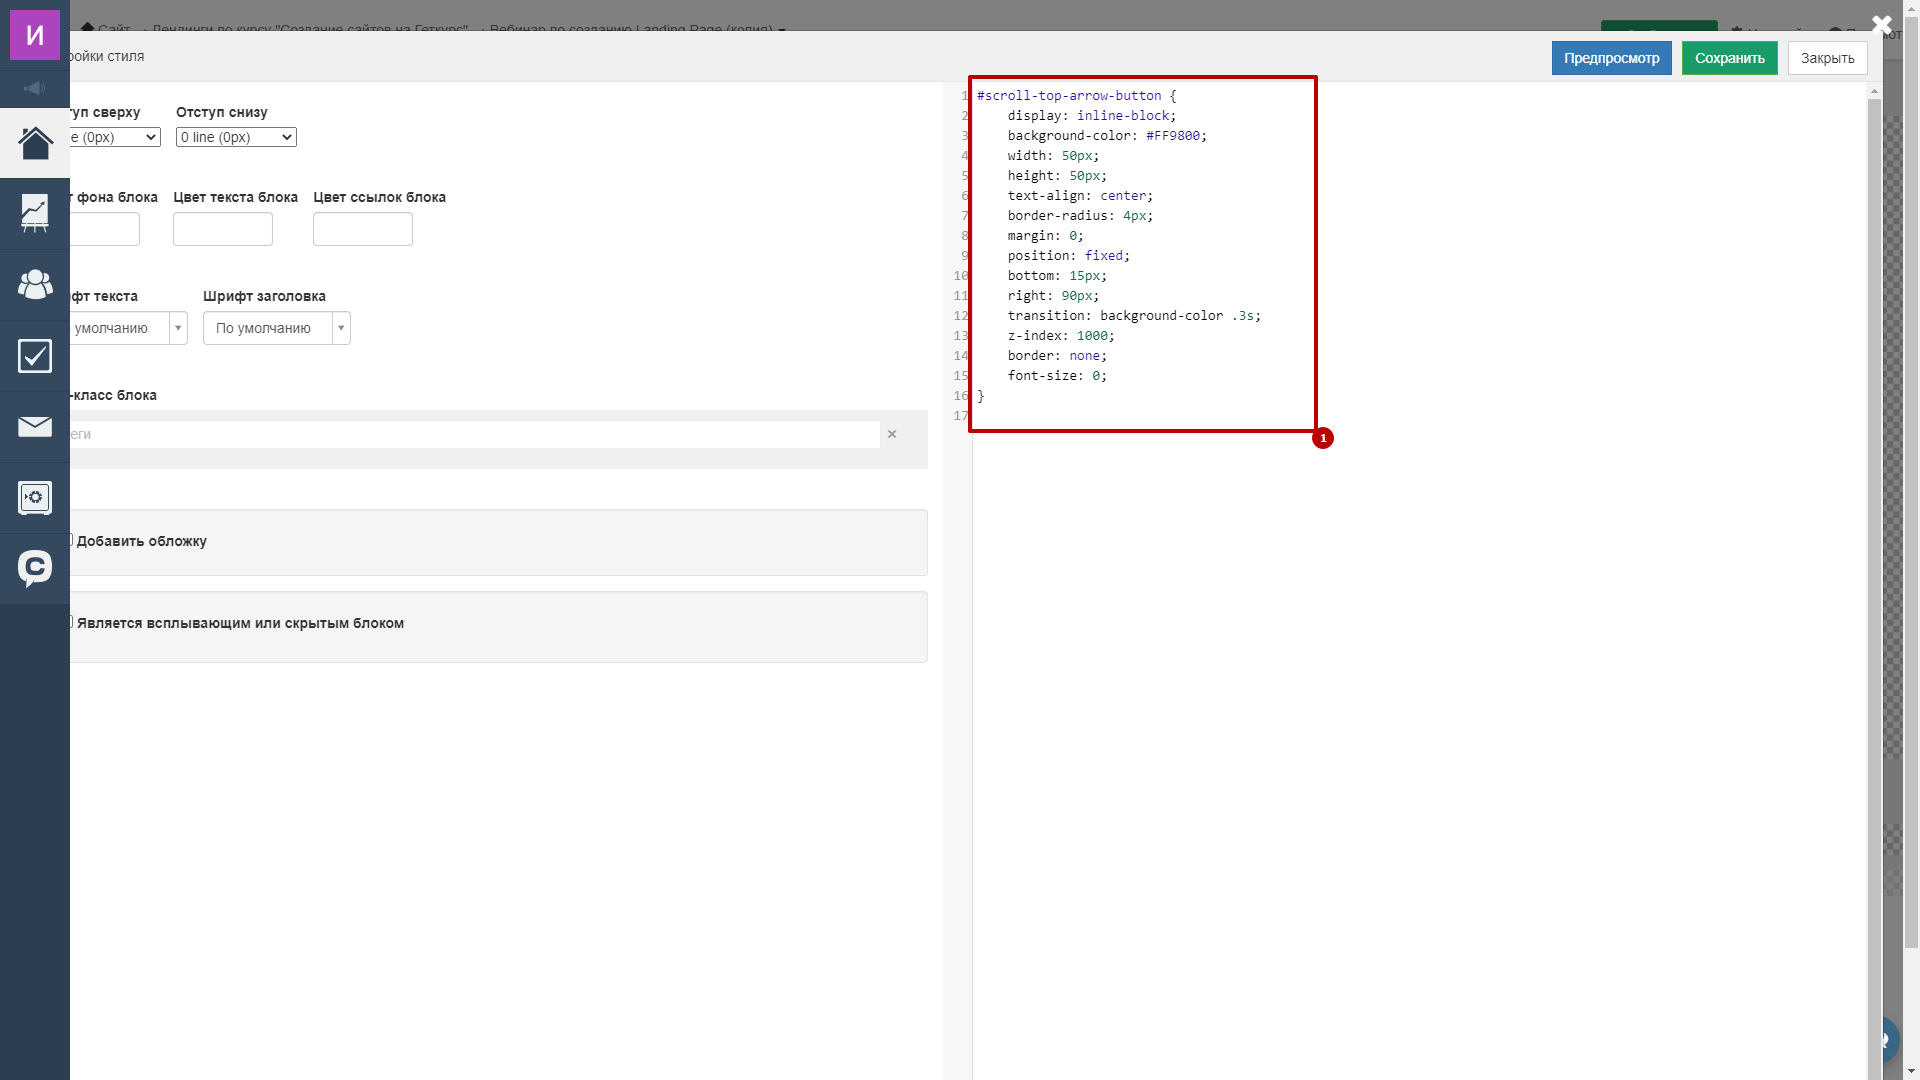 И
Сайт → Лендинги по курсу "Создание сайтов на Геткурс" → Вебинар по созданию Landing Page (копия)
ройки стиля
Предпросмотр
Сохранить
Закрыть
туп сверху
Отступ снизу
e (0px)
0 line (0px)
т фона блока
Цвет текста блока
Цвет ссылок блока
фт текста
Шрифт заголовка
умолчанию
По умолчанию
-класс блока
еги
×
Добавить обложку
Является всплывающим или скрытым блоком
1 #scroll-top-arrow-button {
2 display: inline-block;
3 background-color: #FF9800;
4 width: 50px;
5 height: 50px;
6 text-align: center;
7 border-radius: 4px;
8 margin: 0;
9 position: fixed;
10 bottom: 15px;
11 right: 90px;
12 transition: background-color .3s;
13 z-index: 1000;
14 border: none;
15 font-size: 0;
16 }
17
1